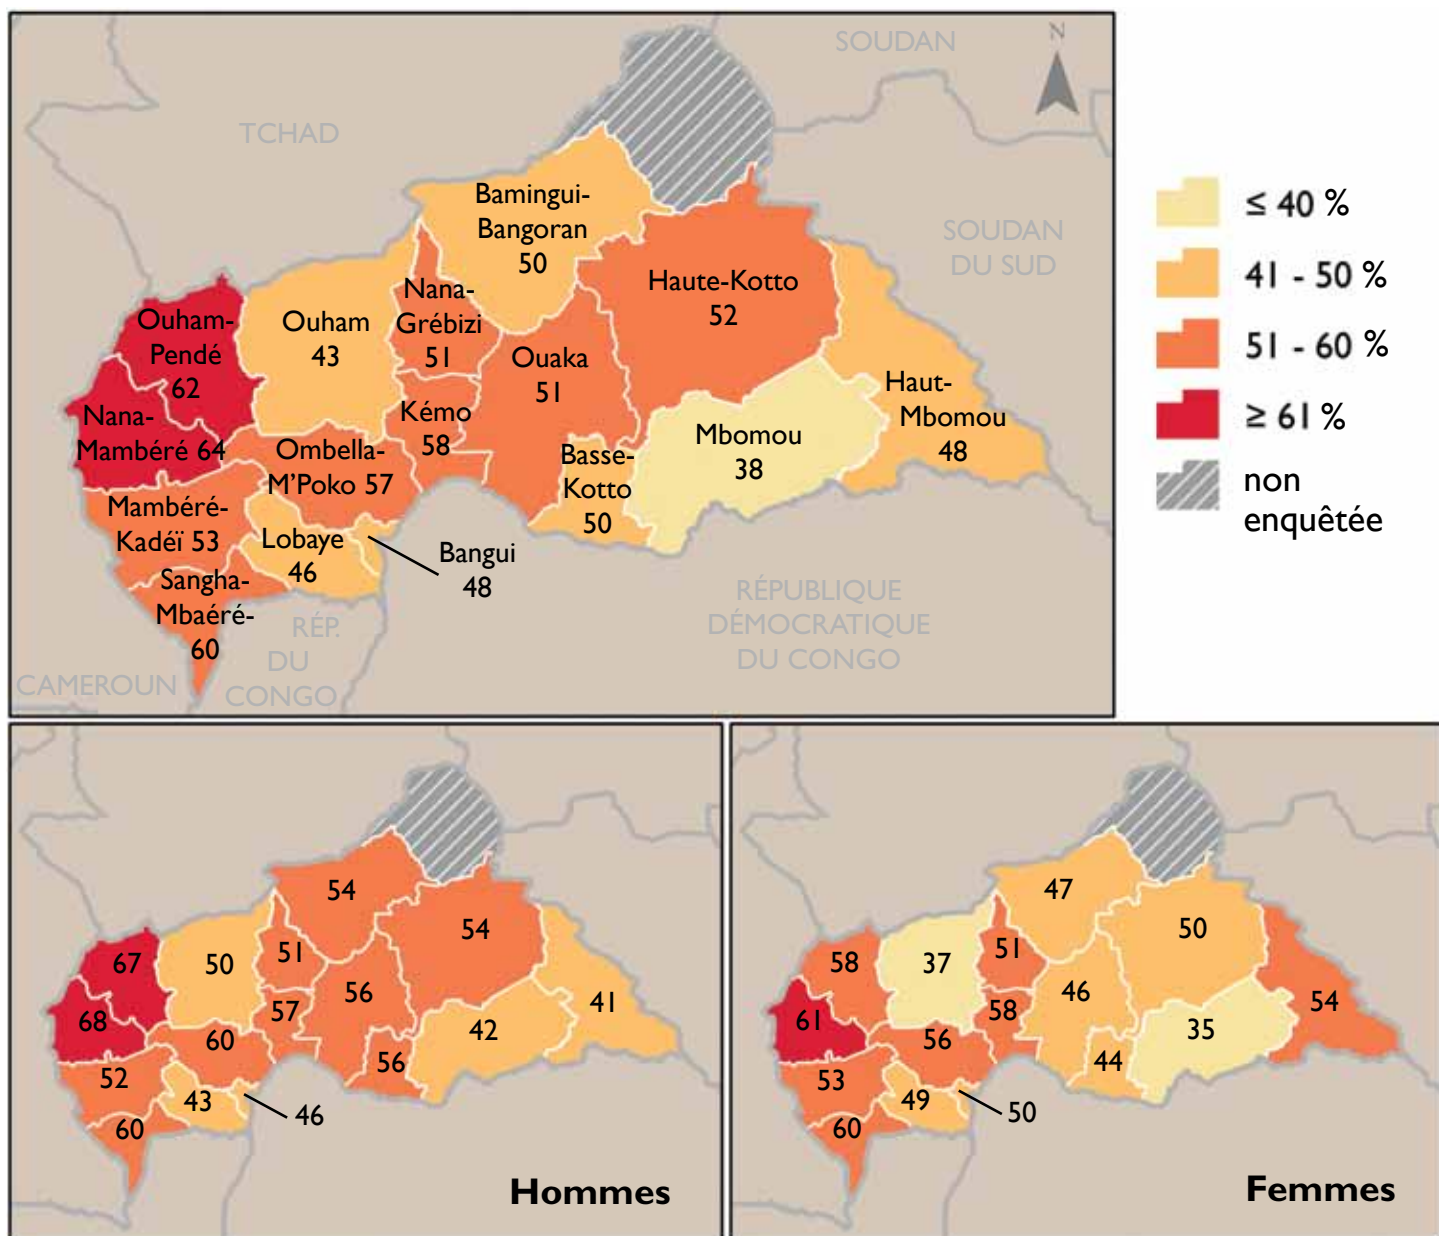 SOUDAN
N
TCHAD
Bamingui-
Bangoran
50
SOUDAN
DU SUD
Haute-Kotto
52
Nana-
Grébizi
51
Ouham-
Pendé
62
Ouham
43
Ouaka
51
Haut-
Mbomou
48
Nana-
Mambéré 64
Kémo
58
Mbomou
38
Ombella-
M'Poko 57
Basse-
Kotto
50
Mambéré-
Kadéï 53
Lobaye
46
Bangui
48
Sangha-
Mbaéré-
60
RÉP.
DU
CONGO
RÉPUBLIQUE
DÉMOCRATIQUE
DU CONGO
CAMEROUN
≤ 40 %
41 - 50 %
51 - 60 %
≥ 61 %
non
enquêtée
54
54
51
67
50
56
41
68
57
42
60
56
52
43
46
60
Hommes
47
50
51
58
37
46
54
61
58
35
56
44
53
49
50
60
Femmes